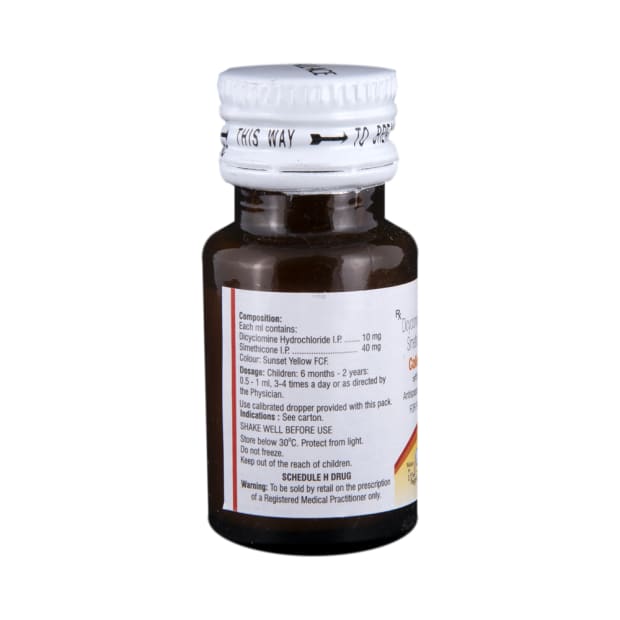 THIS WAY TO
Composition:
Each ml contains:
Dicyclomine Hydrochloride I.P. ....... 10 mg
Simethicone I.P. .............................. 40 mg
Colour: Sunset Yellow FCF.
Dosage: Children: 6 months - 2 years:
0.5 - 1 ml, 3-4 times a day or as directed by
the Physician.
Use calibrated dropper provided with this pack.
Indications : See carton.
SHAKE WELL BEFORE USE
Store below 30°C. Protect from light.
Do not freeze.
Keep out of the reach of children.
SCHEDULE H DRUG
Warning: To be sold by retail on the prescription
of a Registered Medical Practitioner only.
Rx